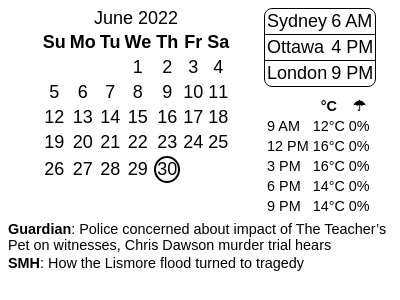 June 2022
Su Mo Tu We Th Fr Sa
1 2 3 4
5 6 7 8 9 10 11
12 13 14 15 16 17 18
19 20 21 22 23 24 25
26 27 28 29 30
Sydney 6 AM
Ottawa 4 PM
London 9 PM
°C ☂
9 AM 12°C 0%
12 PM 16°C 0%
3 PM 16°C 0%
6 PM 14°C 0%
9 PM 14°C 0%
Guardian: Police concerned about impact of The Teacher’s
Pet on witnesses, Chris Dawson murder trial hears
SMH: How the Lismore flood turned to tragedy